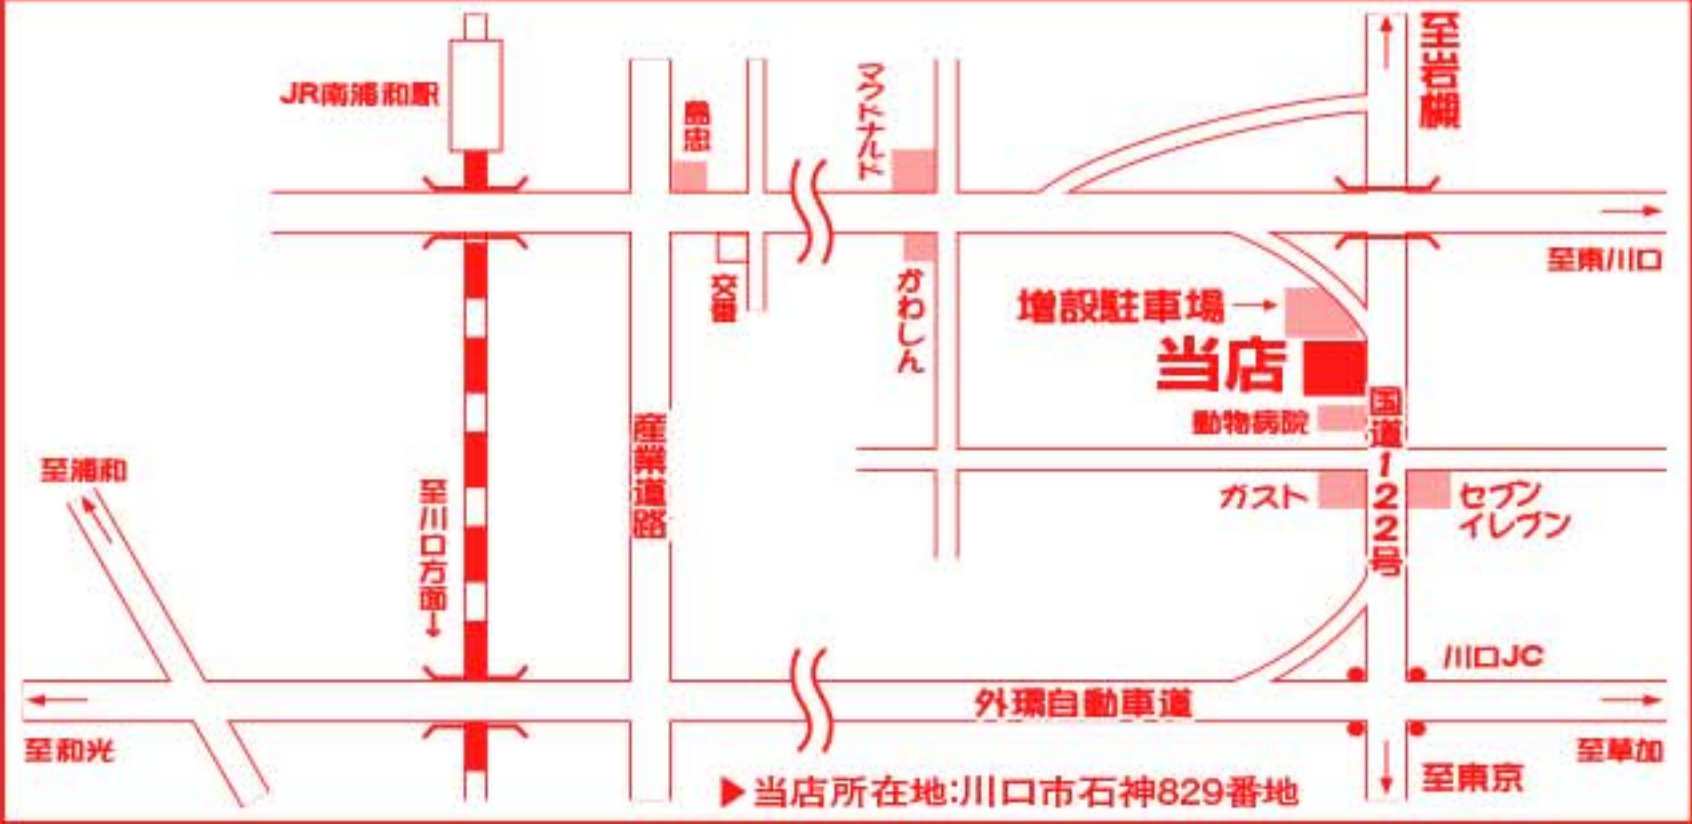 至岩槻
JR南浦和駅
島忠
マクドナルド
至東川口
交番
かわしん
増設駐車場→
当店
動物病院
国道122号
産業道路
至浦和
至川口方面→
ガスト
セブン
イレブン
川口JC
外環自動車道
至和光
至草加
至東京
▶当店所在地:川口市石神829番地